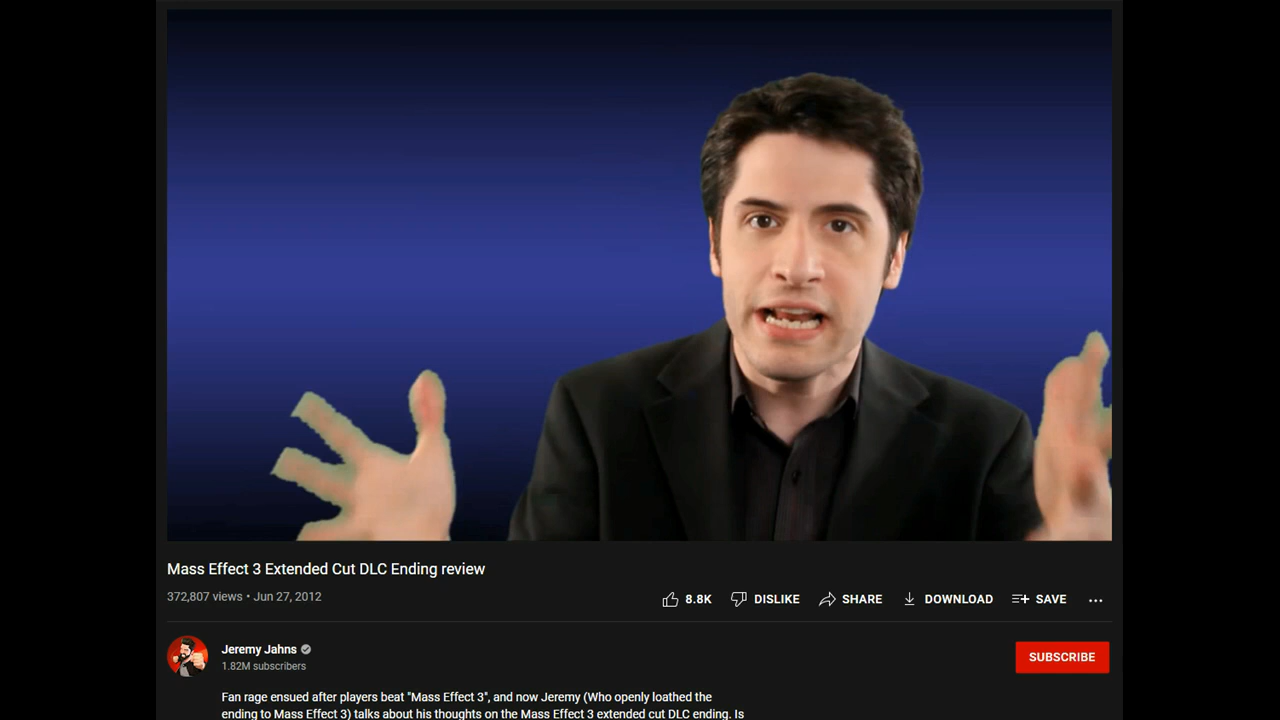 Mass Effect 3 Extended Cut DLC Ending review
372,807 views • Jun 27, 2012
8.8K DISLIKE SHARE DOWNLOAD SAVE ...
Jeremy Jahns
1.82M subscribers
SUBSCRIBE
Fan rage ensued after players beat "Mass Effect 3", and now Jeremy (Who openly loathed the
ending to Mass Effect 3) talks about his thoughts on the Mass Effect 3 extended cut DLC ending. Is